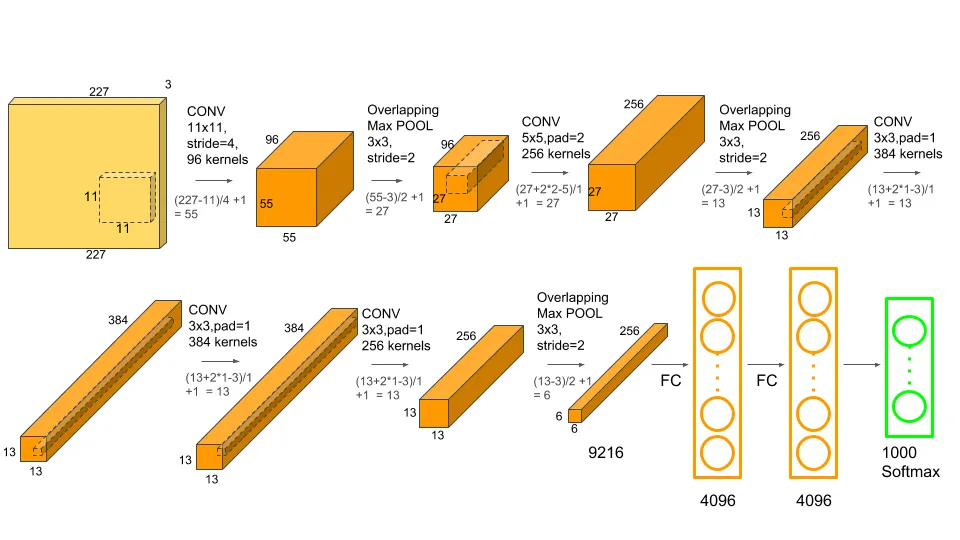 227
3
11
11
227
CONV
11x11,
stride=4,
96 kernels
(227-11)/4 +1
= 55
96
55
55
Overlapping
Max POOL
3x3,
stride=2
(55-3)/2 +1
= 27
96
27
27
CONV
5x5,pad=2
256 kernels
(27+2*2-5)/1
+1 = 27
256
27
27
Overlapping
Max POOL
3x3,
stride=2
(27-3)/2 +1
= 13
256
13
13
CONV
3x3,pad=1
384 kernels
(13+2*1-3)/1
+1 = 13
384
13
13
CONV
3x3,pad=1
384 kernels
(13+2*1-3)/1
+1 = 13
384
13
13
CONV
3x3,pad=1
256 kernels
(13+2*1-3)/1
+1 = 13
256
13
13
Overlapping
Max POOL
3x3,
stride=2
(13-3)/2 +1
= 6
256
6
6
9216
FC
4096
FC
4096
1000
Softmax